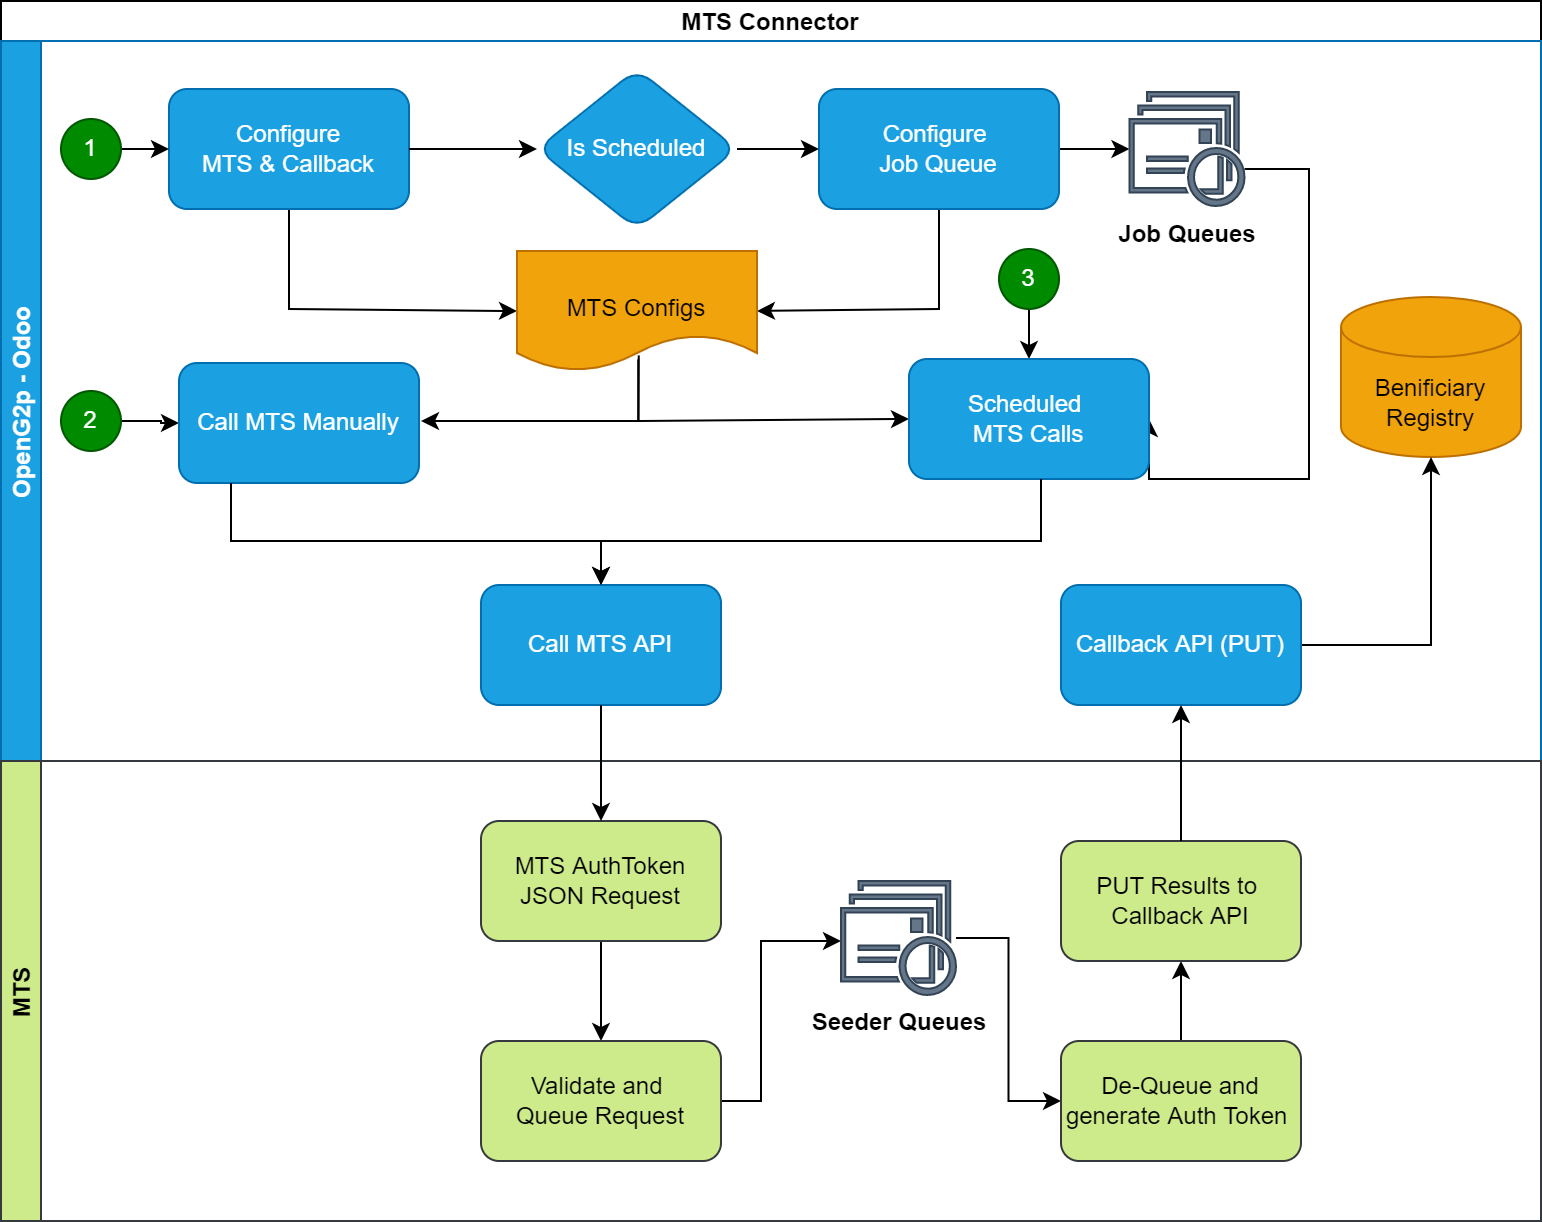 MTS Connector
OpenG2p - Odoo
1
Configure
MTS & Callback
Is Scheduled
Configure
Job Queue
Job Queues
MTS Configs
3
2
Call MTS Manually
Scheduled
MTS Calls
Benificiary
Registry
Call MTS API
Callback API (PUT)
MTS
MTS AuthToken
JSON Request
PUT Results to
Callback API
Seeder Queues
Validate and
Queue Request
De-Queue and
generate Auth Token